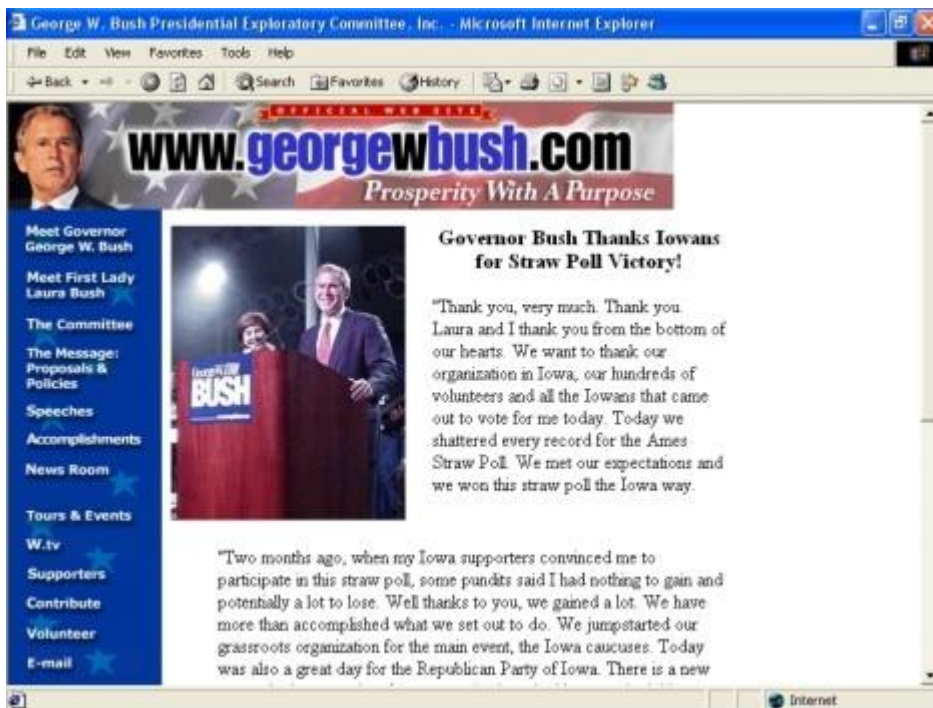 George W. Bush Presidential Exploratory Committee, Inc. - Microsoft Internet Explorer
File Edit View Favorites Tools Help
Back Search Favorites History
OFFICIAL WEB SITE
www.georgewbush.com
Prosperity With A Purpose
Meet Governor
George W. Bush
Meet First Lady
Laura Bush
The Committee
The Message:
Proposals &
Policies
Speeches
Accomplishments
News Room
Tours & Events
W.tv
Supporters
Contribute
Volunteer
E-mail
BUSH
Governor Bush Thanks Iowans
for Straw Poll Victory!
"Thank you, very much. Thank you.
Laura and I thank you from the bottom of
our hearts. We want to thank our
organization in Iowa, our hundreds of
volunteers and all the Iowans that came
out to vote for me today. Today we
shattered every record for the Ames
Straw Poll. We met our expectations and
we won this straw poll the Iowa way.
"Two months ago, when my Iowa supporters convinced me to
participate in this straw poll, some pundits said I had nothing to gain and
potentially a lot to lose. Well thanks to you, we gained a lot. We have
more than accomplished what we set out to do. We jumpstarted our
grassroots organization for the main event, the Iowa caucuses. Today
was also a great day for the Republican Party of Iowa. There is a new
Internet